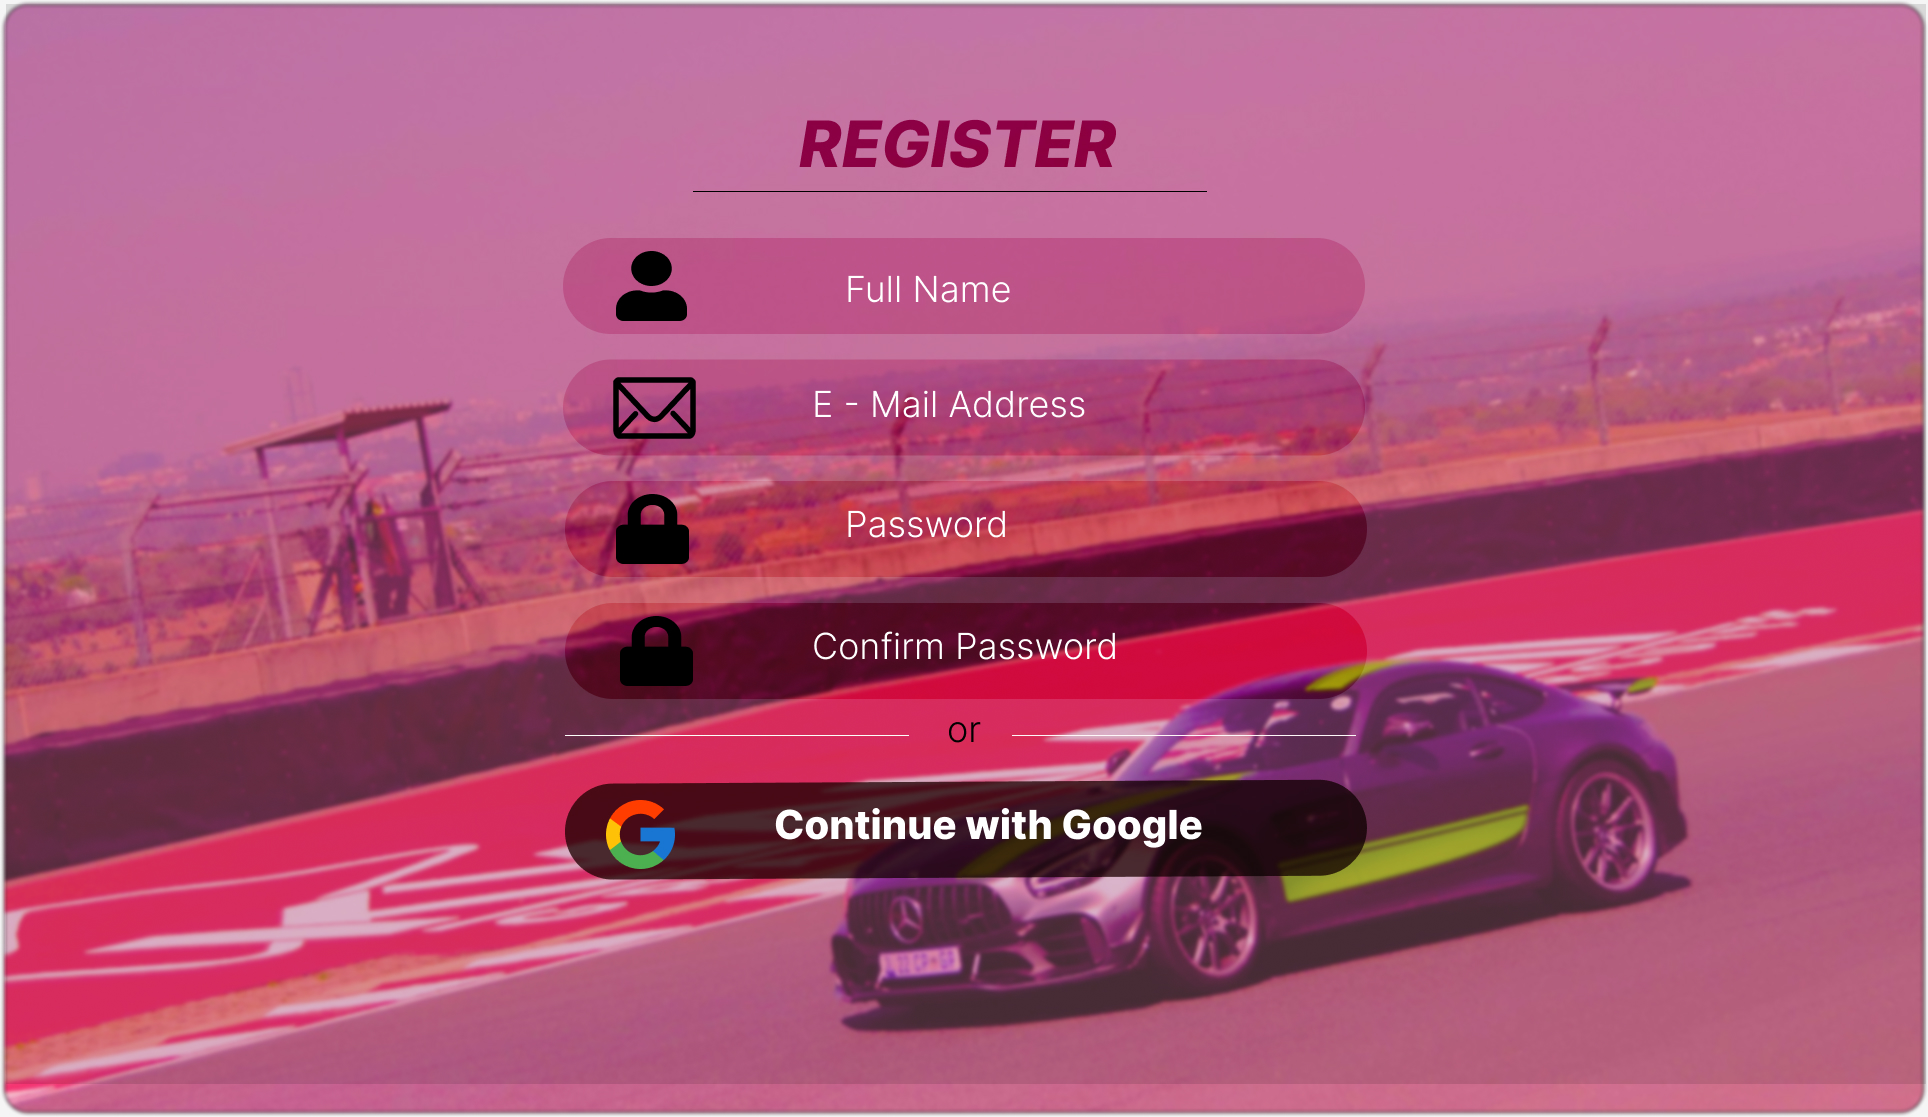 REGISTER
Full Name
E - Mail Address
Password
Confirm Password
or
Continue with Google